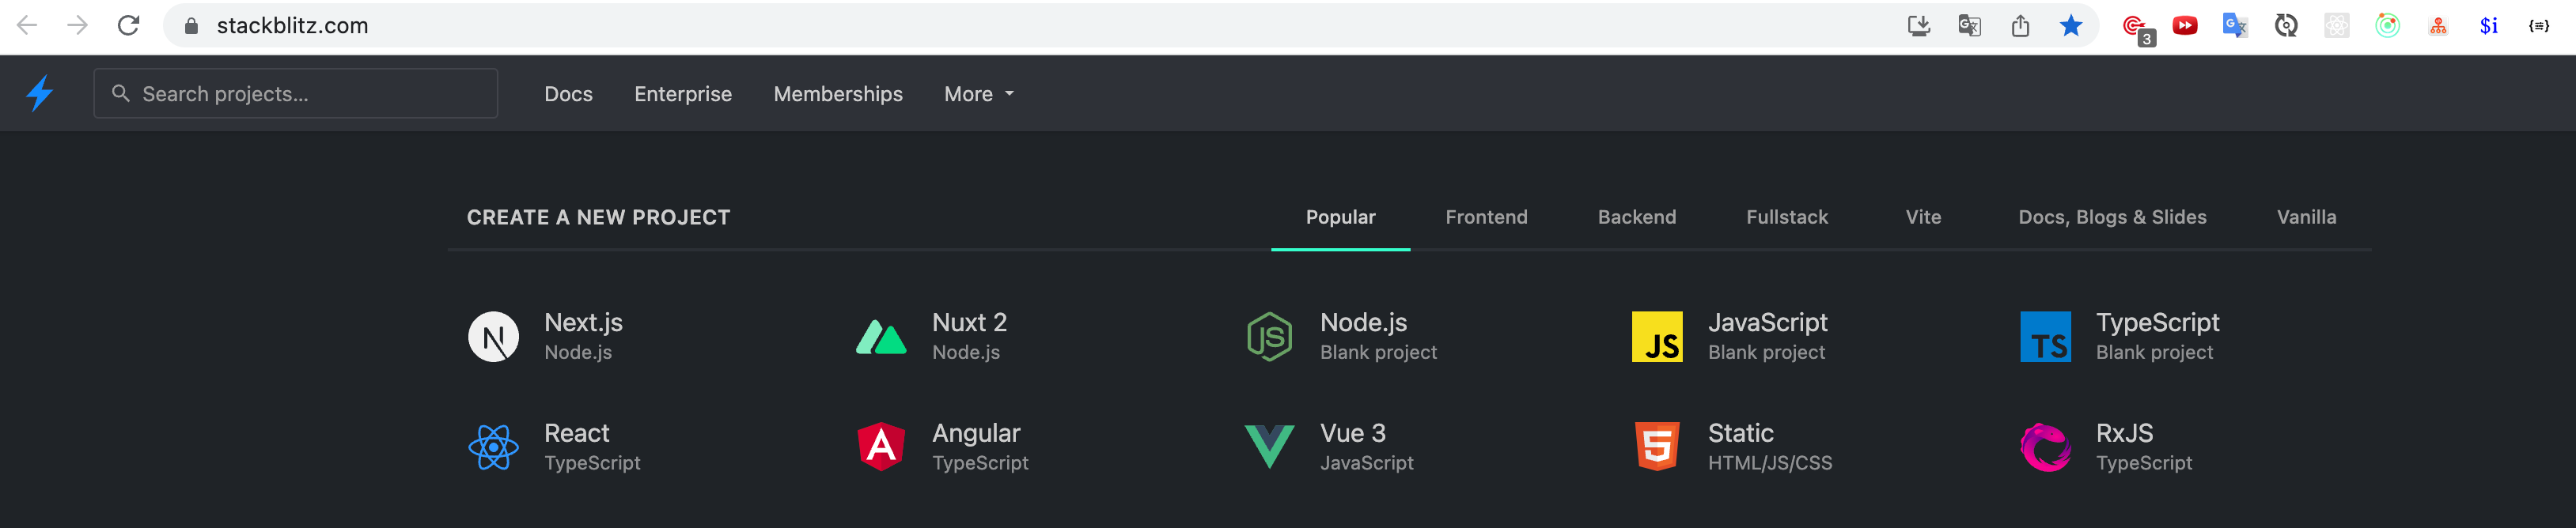 stackblitz.com
3
$i
Search projects...
Docs Enterprise Memberships More
CREATE A NEW PROJECT
Popular Frontend Backend Fullstack Vite Docs, Blogs & Slides Vanilla
N
Next.js
Node.js
Nuxt 2
Node.js
JS
Node.js
Blank project
JS
JavaScript
Blank project
TS
TypeScript
Blank project
React
TypeScript
A
Angular
TypeScript
Vue 3
JavaScript
5
Static
HTML/JS/CSS
RxJS
TypeScript